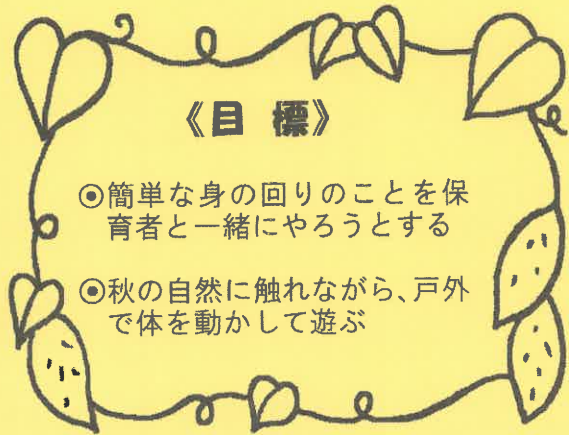 《目 標》
⦿簡単な身の回りのことを保
育者と一緒にやろうとする
⦿秋の自然に触れながら、戸外
で体を動かして遊ぶ